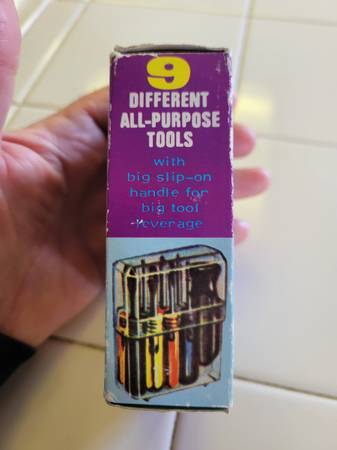 9
DIFFERENT
ALL-PURPOSE
TOOLS
with
big slip-on
handle for
big tool
leverage